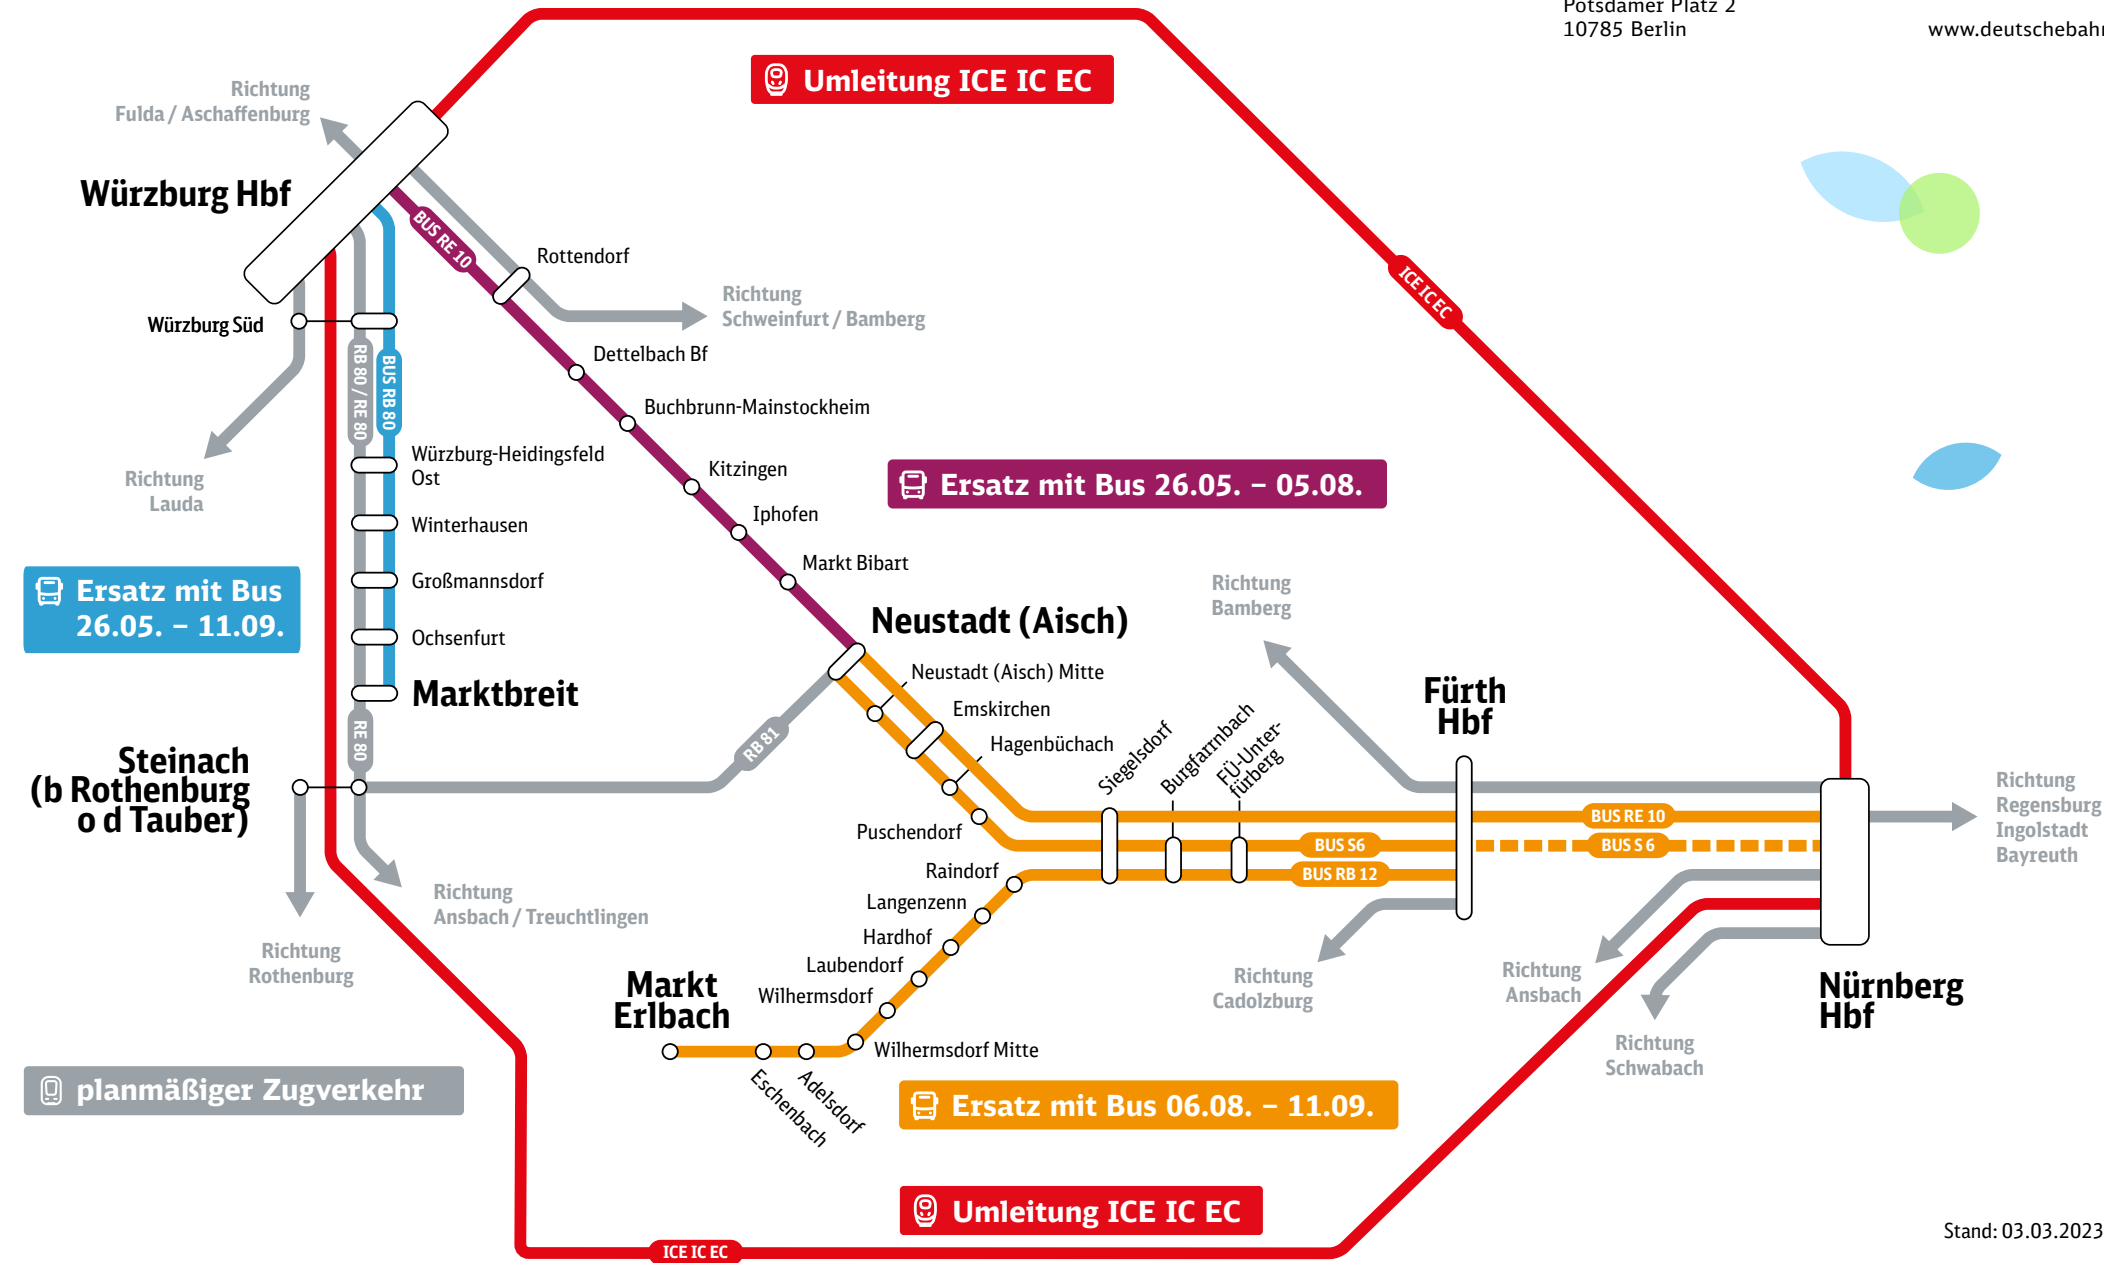 Potsdamer Platz 2
10785 Berlin
www.deutschebahn
Umleitung ICE IC EC
Richtung
Fulda / Aschaffenburg
Würzburg Hbf
BUS RE 10
Rottendorf
Richtung
Schweinfurt / Bamberg
ICE IC EC
Würzburg Süd
RB 80 / RE 80
BUS RB 80
Dettelbach Bf
Buchbrunn-Mainstockheim
Richtung
Lauda
Würzburg-Heidingsfeld
Ost
Kitzingen
Ersatz mit Bus 26.05. – 05.08.
Winterhausen
Iphofen
Ersatz mit Bus
26.05. – 11.09.
Großmannsdorf
Markt Bibart
Richtung
Bamberg
Ochsenfurt
Neustadt (Aisch)
Marktbreit
Neustadt (Aisch) Mitte
Fürth
Hbf
Emskirchen
Hagenbüchach
Siegelsdorf
Burgfarrnbach
FÜ-Unter-
fürberg
RE 80
RB 81
Steinach
(b Rothenburg
o d Tauber)
Puschendorf
BUS RE 10
BUS S6
BUS S 6
BUS RB 12
Richtung
Regensburg
Ingolstadt
Bayreuth
Raindorf
Langenzenn
Hardhof
Laubendorf
Wilhermsdorf
Wilhermsdorf Mitte
Richtung
Ansbach / Treuchtlingen
Richtung
Rothenburg
Markt
Erlbach
Eschenbach
Adelsdorf
Richtung
Cadolzburg
Richtung
Ansbach
Richtung
Schwabach
Nürnberg
Hbf
planmäßiger Zugverkehr
Ersatz mit Bus 06.08. – 11.09.
Umleitung ICE IC EC
ICE IC EC
Stand: 03.03.2023